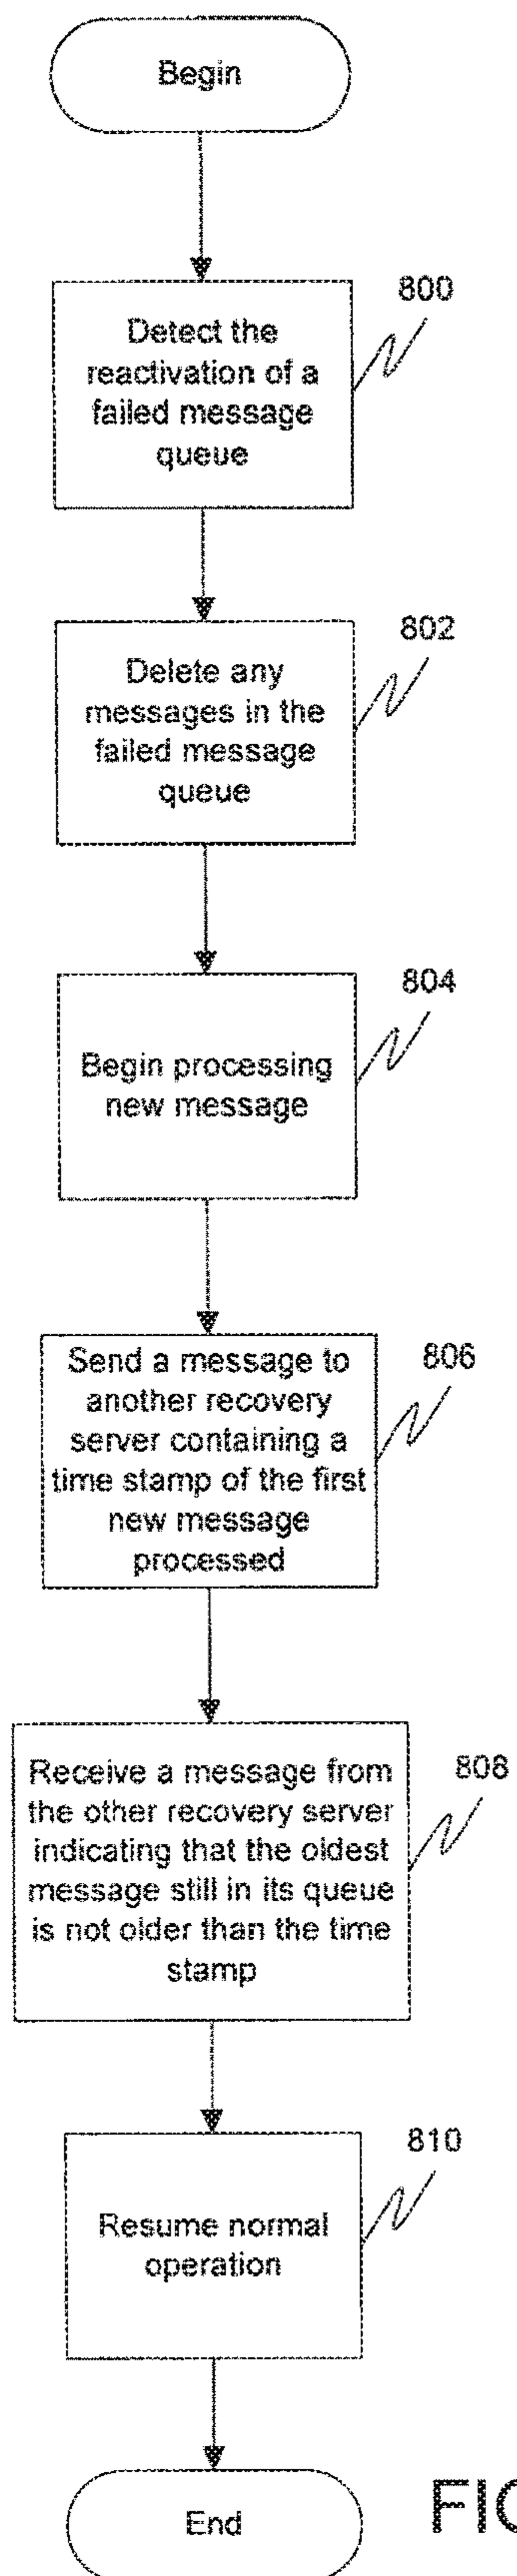 Begin
800
Detect the
reactivation of a
failed message
queue
802
Delete any
messages in the
failed message
queue
804
Begin processing
new message
806
Send a message to
another recovery
server containing a
time stamp of the first
new message
processed
808
Receive a message from
the other recovery server
indicating that the oldest
message still in its queue
is not older than the time
stamp
810
Resume normal
operation
End